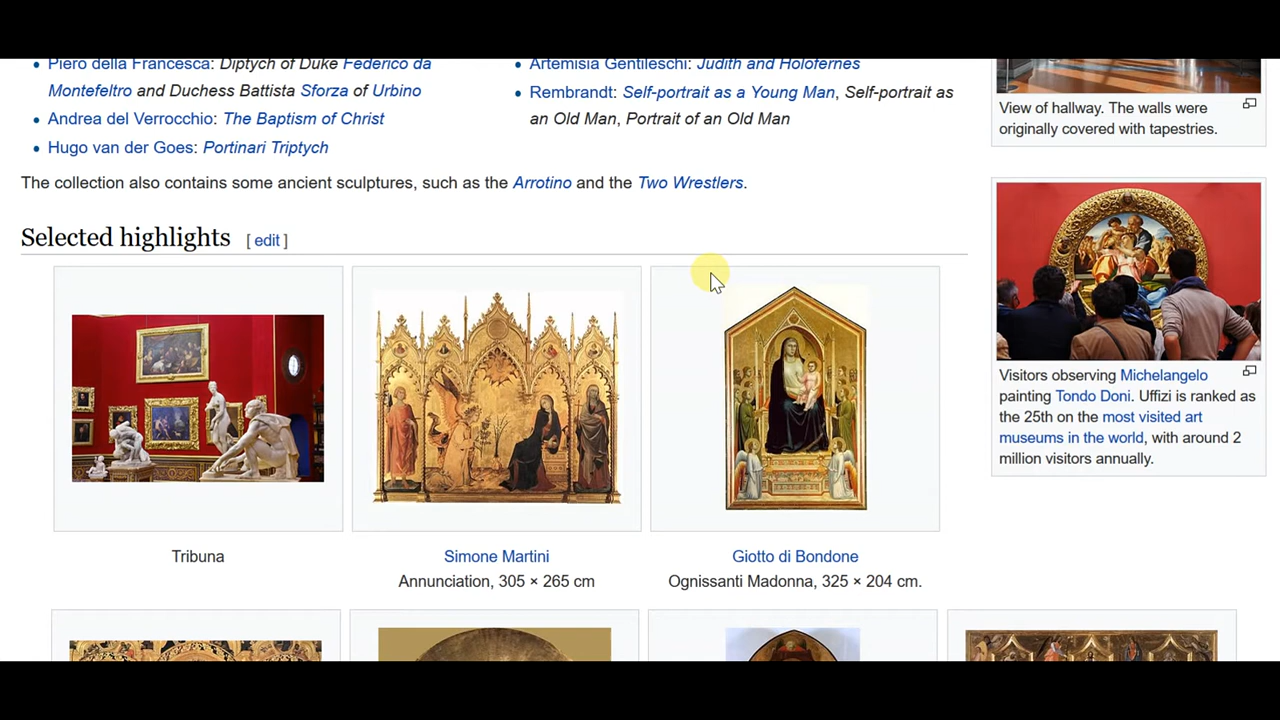 Piero della Francesca: Diptych of Duke Federico da
Montefeltro and Duchess Battista Sforza of Urbino
Andrea del Verrocchio: The Baptism of Christ
Hugo van der Goes: Portinari Triptych
Artemisia Gentileschi: Judith and Holofernes
Rembrandt: Self-portrait as a Young Man, Self-portrait as
an Old Man, Portrait of an Old Man
The collection also contains some ancient sculptures, such as the Arrotino and the Two Wrestlers.
Selected highlights [ edit ]
Tribuna
Simone Martini
Annunciation, 305 × 265 cm
Giotto di Bondone
Ognissanti Madonna, 325 × 204 cm.
View of hallway. The walls were
originally covered with tapestries.
Visitors observing Michelangelo
painting Tondo Doni. Uffizi is ranked as
the 25th on the most visited art
museums in the world, with around 2
million visitors annually.